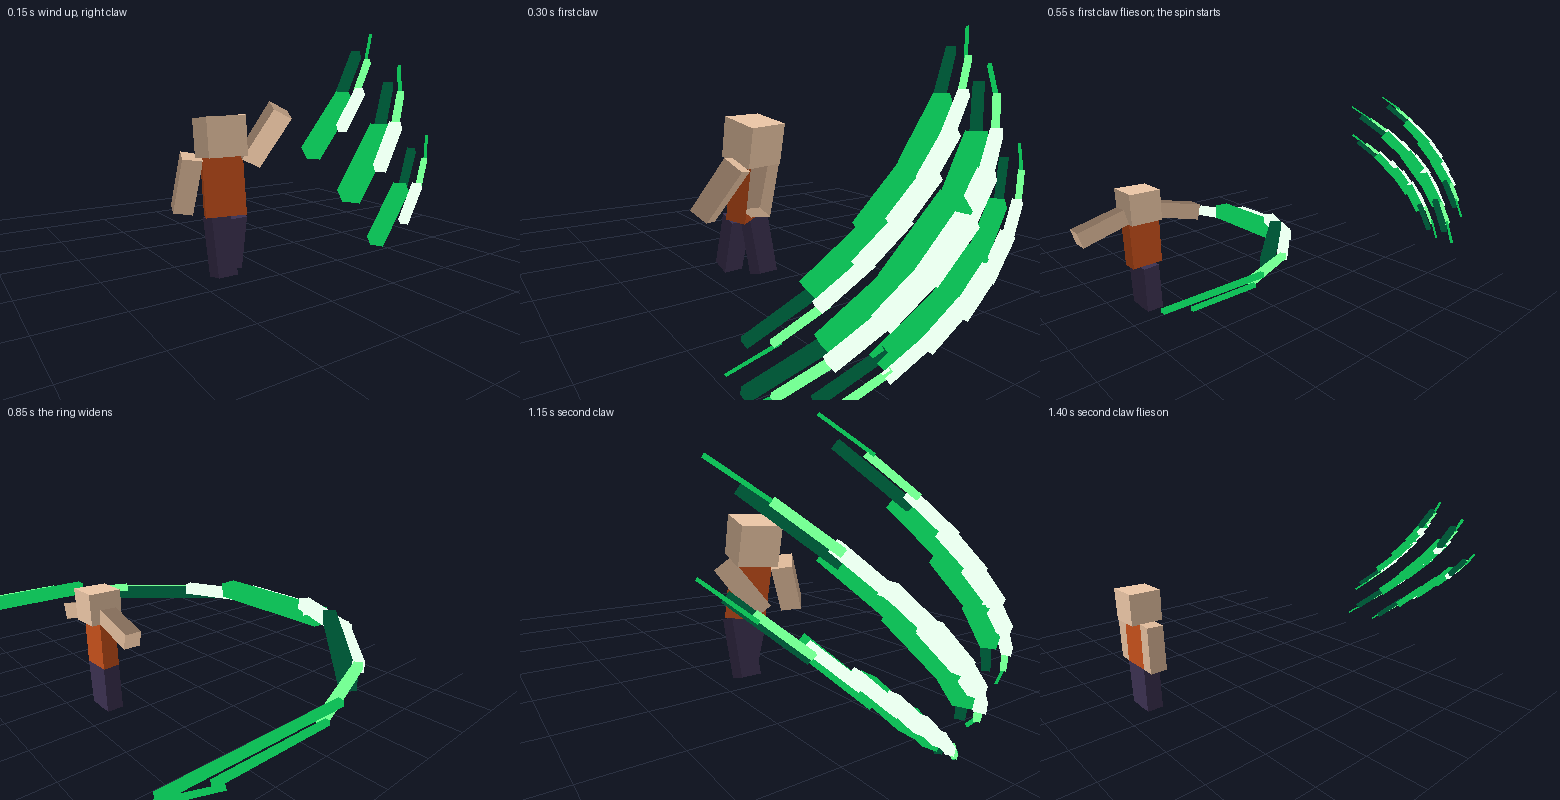 0.15 s wind up, right claw
0.30 s first claw
0.55 s first claw flies on; the spin starts
0.85 s the ring widens
1.15 s second claw
1.40 s second claw flies on